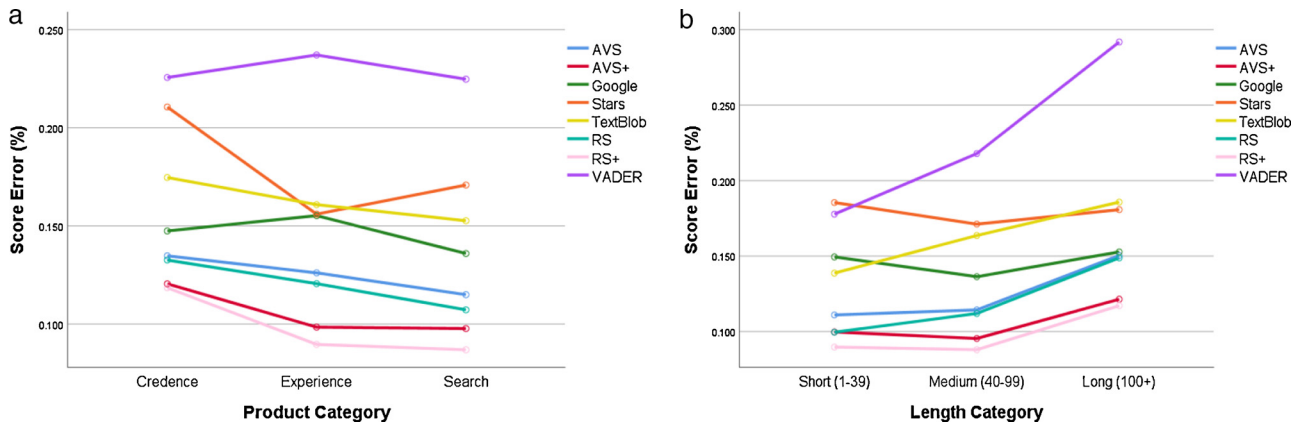 a
0.250
0.200
0.150
0.100
Score Error (%)
Credence Experience Search
Product Category
AVS
AVS+
Google
Stars
TextBlob
RS
RS+
VADER
b
0.300
0.250
0.200
0.150
0.100
Score Error (%)
Short (1-39) Medium (40-99) Long (100+)
Length Category
AVS
AVS+
Google
Stars
TextBlob
RS
RS+
VADER